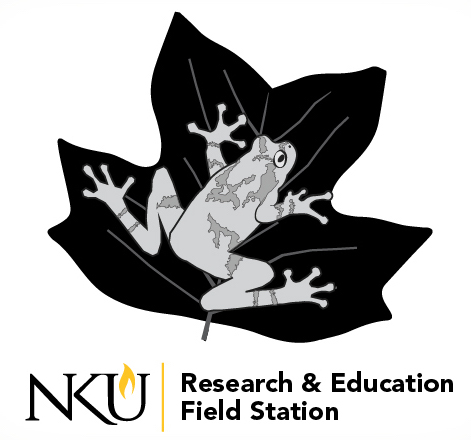 NKU
Research & Education
Field Station